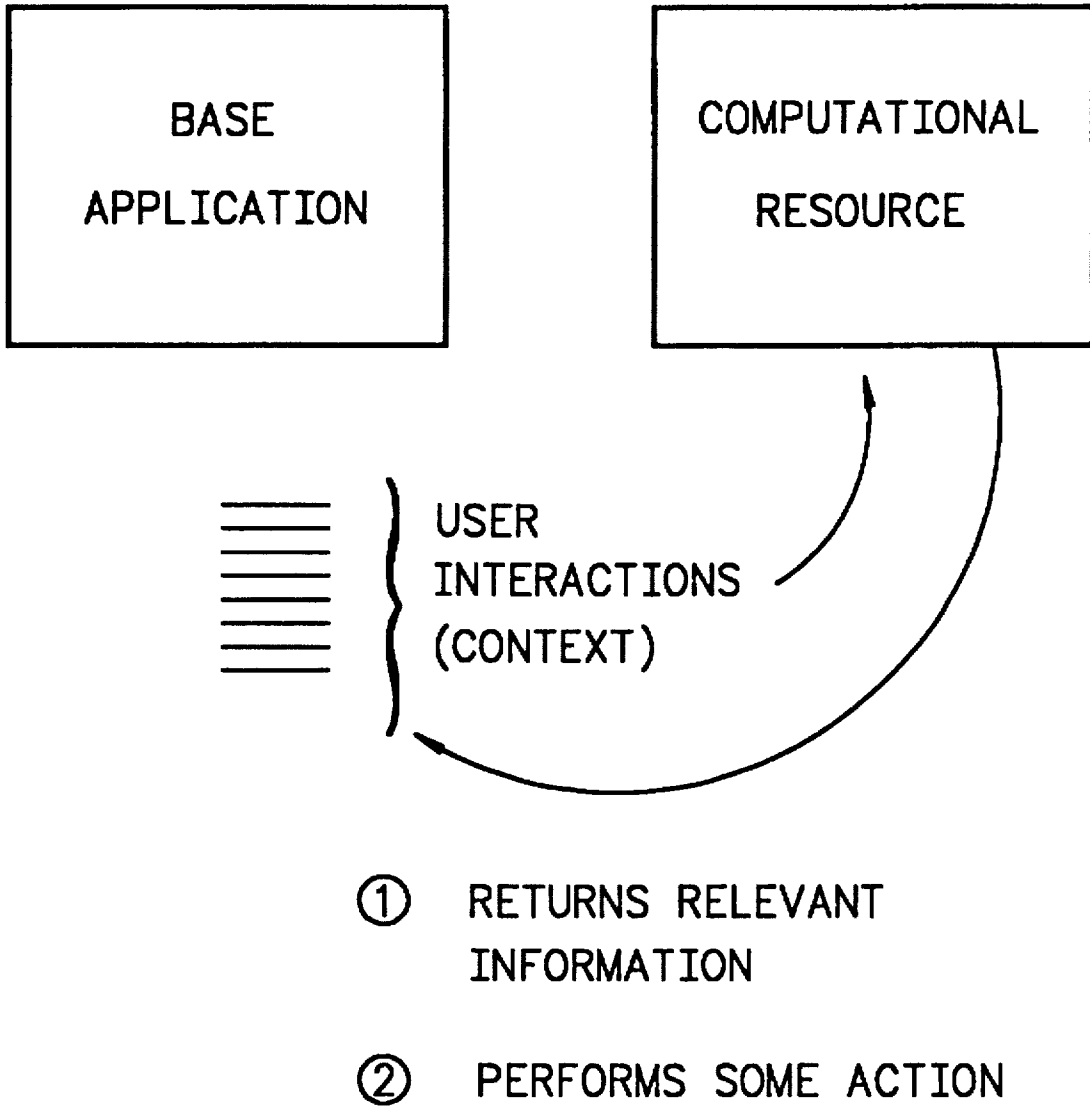 BASE
APPLICATION
COMPUTATIONAL
RESOURCE
USER
INTERACTIONS
(CONTEXT)
① RETURNS RELEVANT
INFORMATION
② PERFORMS SOME ACTION